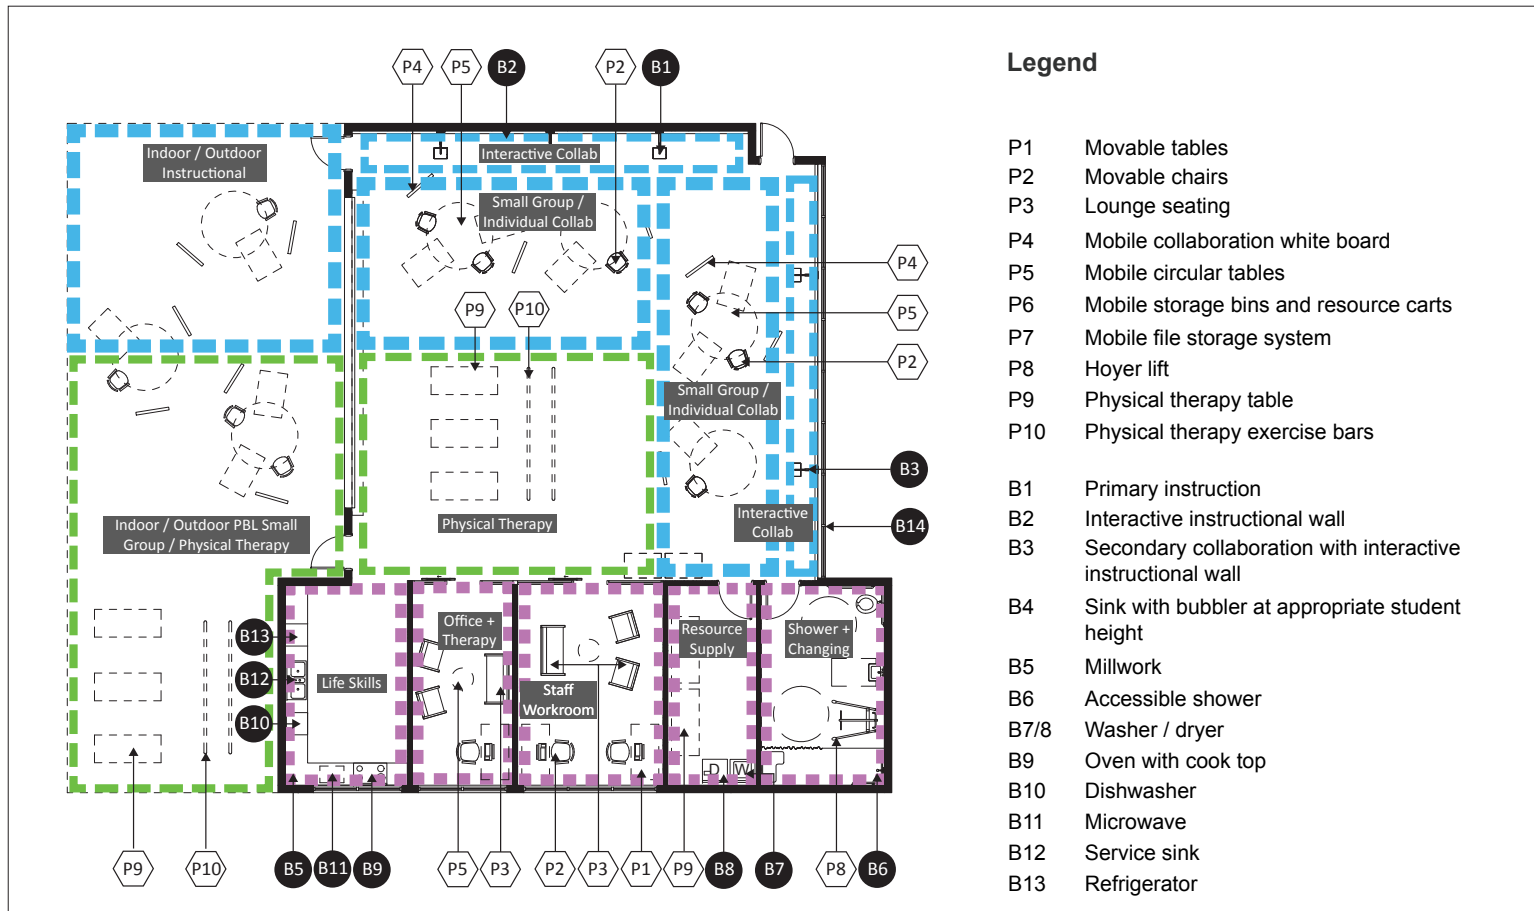 P4
P5
B2
P2
B1
Legend
Indoor / Outdoor
Instructional
Interactive Collab
Small Group /
Individual Collab
P4
P9
P10
P5
P2
Small Group /
Individual Collab
B3
Interactive
Collab
B14
Indoor / Outdoor PBL Small
Group / Physical Therapy
Physical Therapy
B13
B12
B10
Life Skills
Office +
Therapy
Staff
Workroom
Resource
Supply
Shower +
Changing
D
W
P9
P10
B5
B11
B9
P5
P3
P2
P3
P1
P9
B8
B7
P8
B6
P1 Movable tables
P2 Movable chairs
P3 Lounge seating
P4 Mobile collaboration white board
P5 Mobile circular tables
P6 Mobile storage bins and resource carts
P7 Mobile file storage system
P8 Hoyer lift
P9 Physical therapy table
P10 Physical therapy exercise bars
B1 Primary instruction
B2 Interactive instructional wall
B3 Secondary collaboration with interactive
instructional wall
B4 Sink with bubbler at appropriate student
height
B5 Millwork
B6 Accessible shower
B7/8 Washer / dryer
B9 Oven with cook top
B10 Dishwasher
B11 Microwave
B12 Service sink
B13 Refrigerator